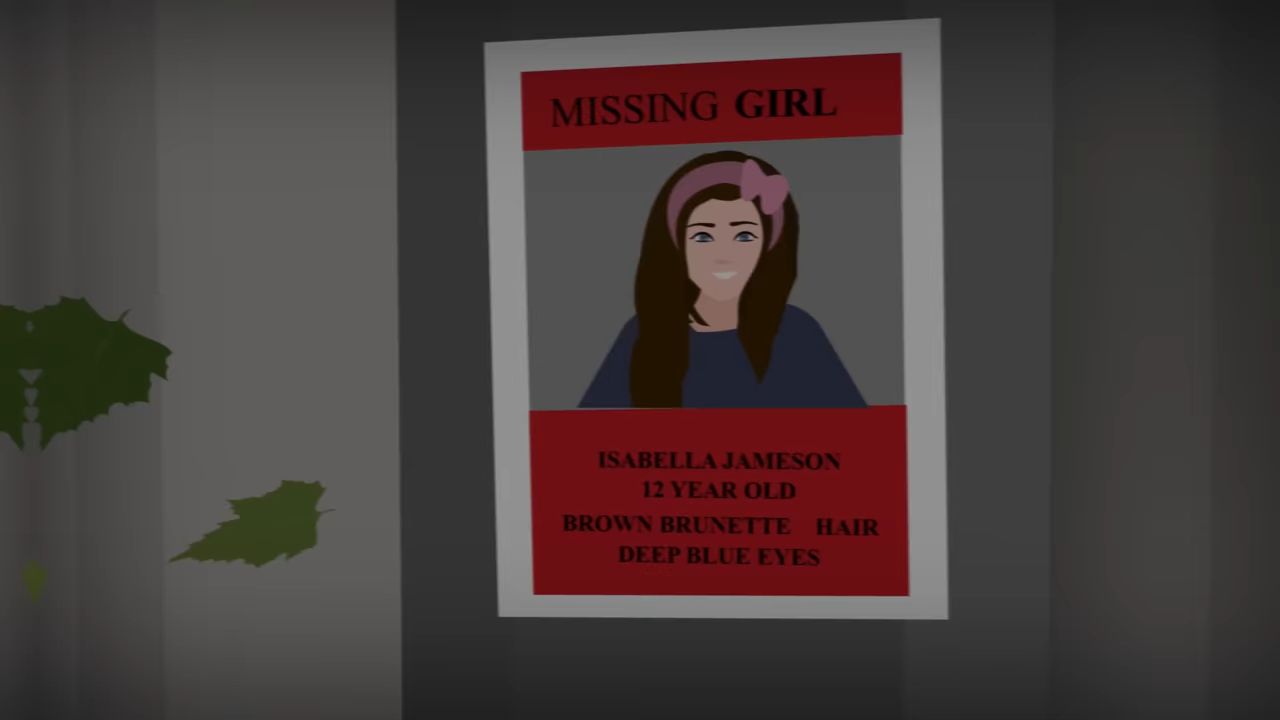 MISSING GIRL
ISABELLA JAMESON
12 YEAR OLD
BROWN BRUNETTE HAIR
DEEP BLUE EYES